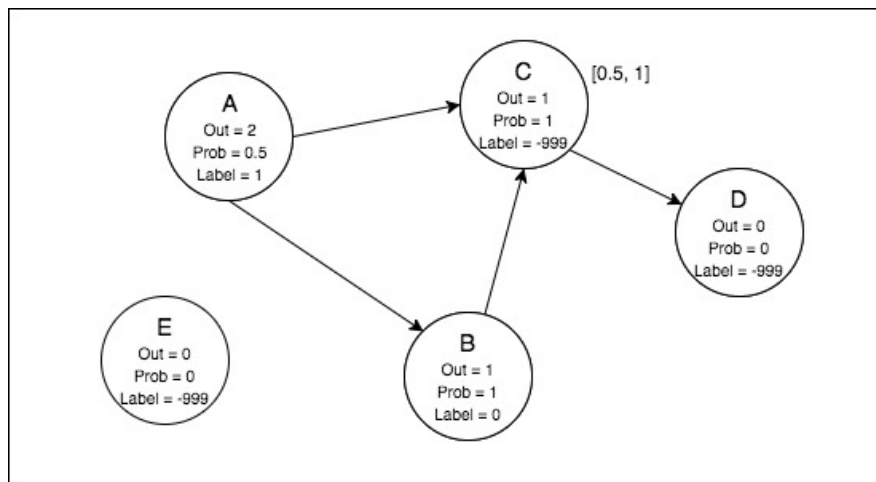 A
Out = 2
Prob = 0.5
Label = 1
C
Out = 1
Prob = 1
Label = -999
[0.5, 1]
D
Out = 0
Prob = 0
Label = -999
E
Out = 0
Prob = 0
Label = -999
B
Out = 1
Prob = 1
Label = 0